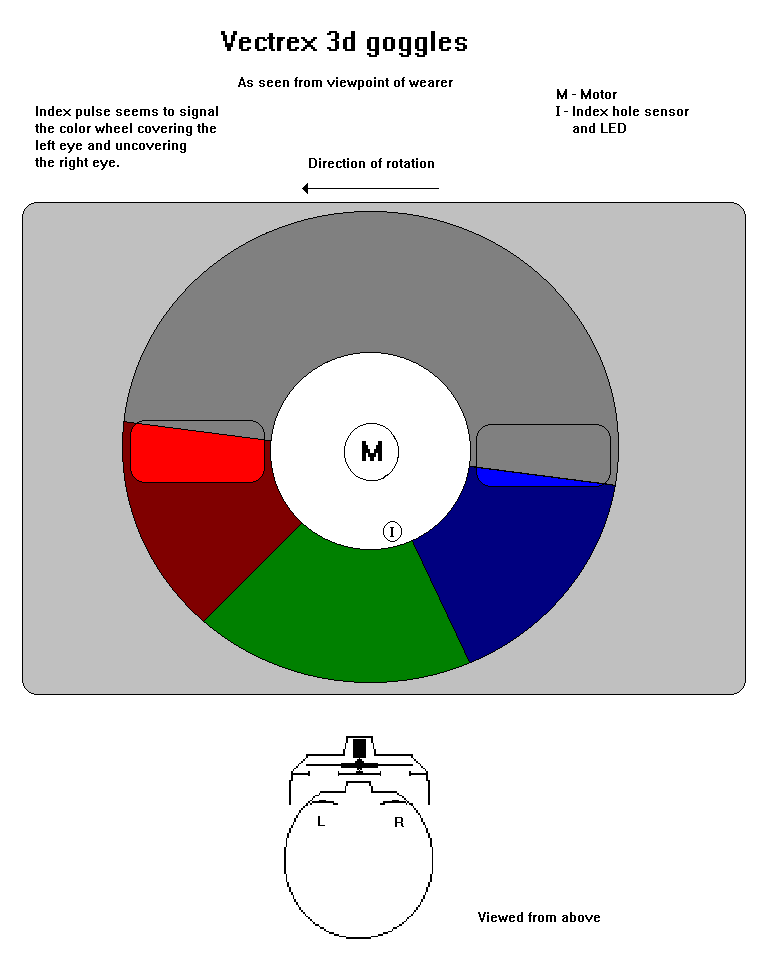 Vectrex 3d goggles
As seen from viewpoint of wearer
M - Motor
I - Index hole sensor
and LED
Index pulse seems to signal
the color wheel covering the
left eye and uncovering
the right eye.
Direction of rotation
M
I
L
R
Viewed from above